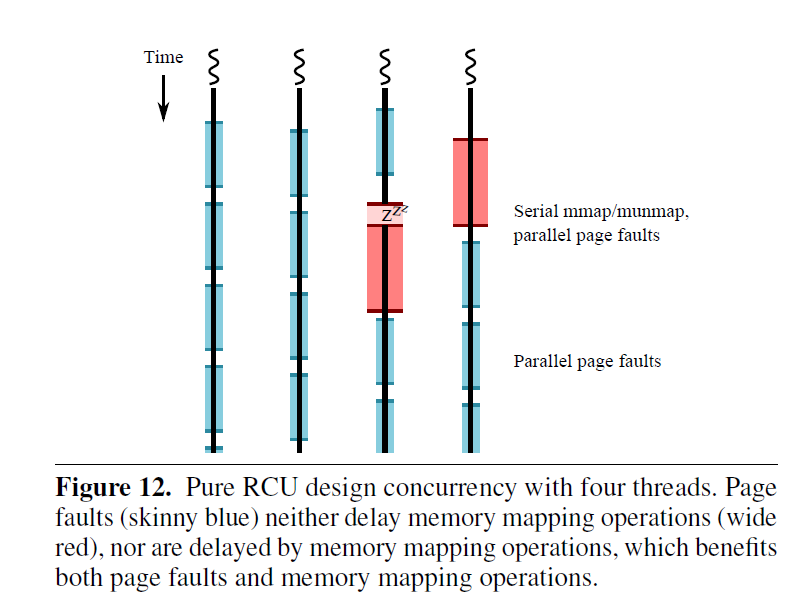 Time
zzz
Serial mmap/munmap,
parallel page faults
Parallel page faults
Figure 12. Pure RCU design concurrency with four threads. Page
faults (skinny blue) neither delay memory mapping operations (wide
red), nor are delayed by memory mapping operations, which benefits
both page faults and memory mapping operations.